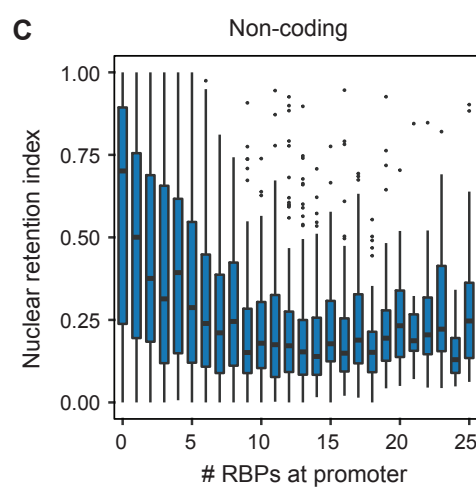 C
Non-coding
Nuclear retention index
1.00
0.75
0.50
0.25
0.00
0 5 10 15 20 25
# RBPs at promoter